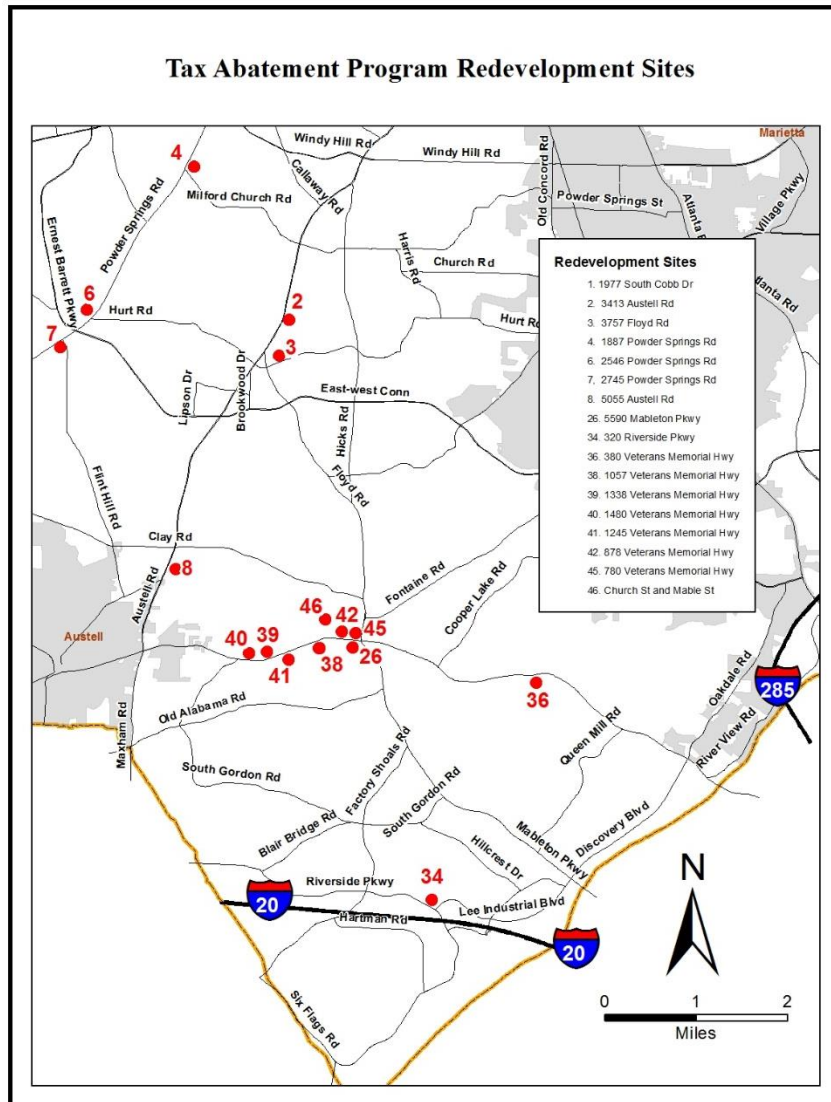 Tax Abatement Program Redevelopment Sites
Windy Hill Rd
Windy Hill Rd
Marietta
4
Callaway Rd
Old Concord Rd
Powder Springs St
Atlanta
Village Pkwy
Milford Church Rd
Powder Springs Rd
Ernest Barrett Pkwy
Harris Rd
Church Rd
Atlanta Rd
Redevelopment Sites
1. 1977 South Cobb Dr
2. 3413 Austell Rd
3. 3757 Floyd Rd
4. 1887 Powder Springs Rd
6. 2546 Powder Springs Rd
7, 2745 Powder Springs Rd
8. 5055 Austell Rd
26. 5590 Mableton Pkwy
34. 320 Riverside Pkwy
36. 380 Veterans Memorial Hwy
38. 1057 Veterans Memorial Hwy
39. 1338 Veterans Memorial Hwy
40. 1480 Veterans Memorial Hwy
41. 1245 Veterans Memorial Hwy
42. 878 Veterans Memorial Hwy
45. 780 Veterans Memorial Hwy
46. Church St and Mable St
6
Hurt Rd
2
Hurt Rd
7
3
Lipson Dr
Brookwood Dr
East-west Conn
Hicks Rd
Floyd Rd
Flint Hill Rd
Clay Rd
8
Austell Rd
Fontaine Rd
Cooper Lake Rd
Austell
46
42
45
40
39
41
38
26
36
Oakdale Rd
285
River View Rd
Old Alabama Rd
Maxham Rd
Queen Mill Rd
South Gordon Rd
Factory Shoals Rd
South Gordon Rd
Blair Bridge Rd
Mableton Pkwy
Discovery Blvd
Hillcrest Dr
Riverside Pkwy
34
Lee Industrial Blvd
20
Hartman Rd
20
Six Flags Rd
N
0 1 2
Miles